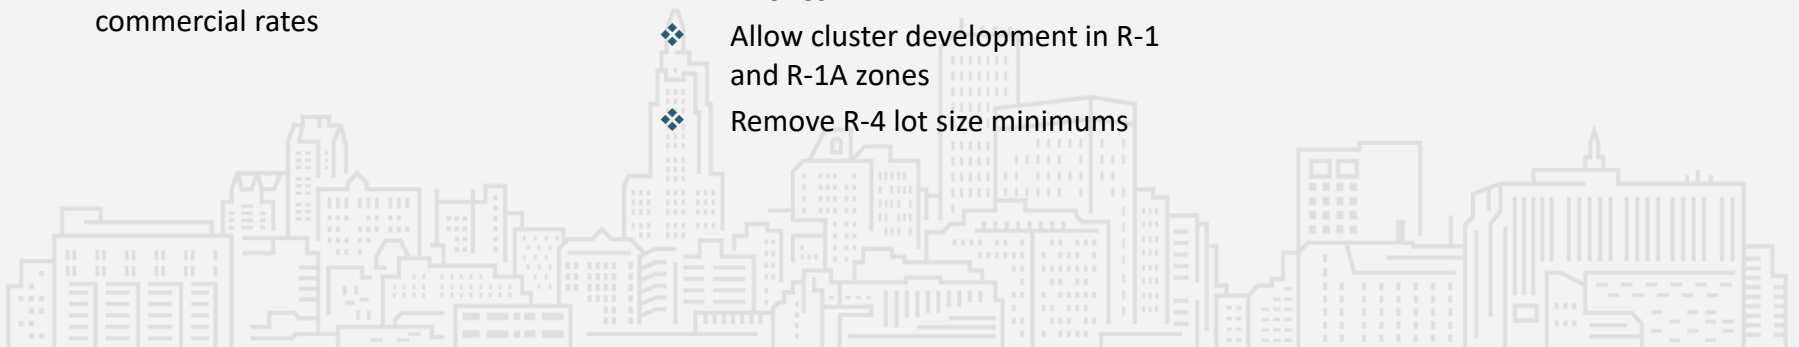 commercial rates
❖ Allow cluster development in R-1
and R-1A zones
❖ Remove R-4 lot size minimums